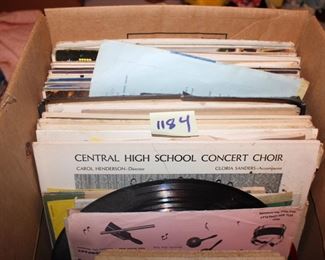 1184
CENTRAL HIGH SCHOOL CONCERT CHOIR
CAROL HENDERSON—Director
GLORIA SANDERS—Accompanist